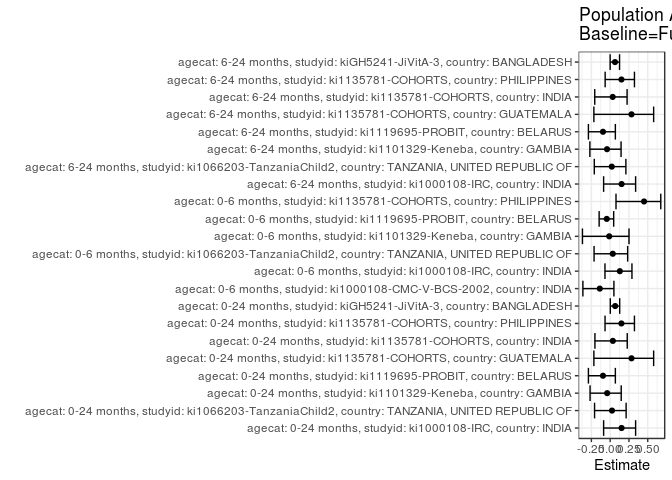 Population
Baseline=Fu
agecat: 6-24 months, studyid: kiGH5241-JiVitA-3, country: BANGLADESH
agecat: 6-24 months, studyid: ki1135781-COHORTS, country: PHILIPPINES
agecat: 6-24 months, studyid: ki1135781-COHORTS, country: INDIA
agecat: 6-24 months, studyid: ki1135781-COHORTS, country: GUATEMALA
agecat: 6-24 months, studyid: ki1119695-PROBIT, country: BELARUS
agecat: 6-24 months, studyid: ki1101329-Keneba, country: GAMBIA
agecat: 6-24 months, studyid: ki1066203-TanzaniaChild2, country: TANZANIA, UNITED REPUBLIC OF
agecat: 6-24 months, studyid: ki1000108-IRC, country: INDIA
agecat: 0-6 months, studyid: ki1135781-COHORTS, country: PHILIPPINES
agecat: 0-6 months, studyid: ki1119695-PROBIT, country: BELARUS
agecat: 0-6 months, studyid: ki1101329-Keneba, country: GAMBIA
agecat: 0-6 months, studyid: ki1066203-TanzaniaChild2, country: TANZANIA, UNITED REPUBLIC OF
agecat: 0-6 months, studyid: ki1000108-IRC, country: INDIA
agecat: 0-6 months, studyid: ki1000108-CMC-V-BCS-2002, country: INDIA
agecat: 0-24 months, studyid: kiGH5241-JiVitA-3, country: BANGLADESH
agecat: 0-24 months, studyid: ki1135781-COHORTS, country: PHILIPPINES
agecat: 0-24 months, studyid: ki1135781-COHORTS, country: INDIA
agecat: 0-24 months, studyid: ki1135781-COHORTS, country: GUATEMALA
agecat: 0-24 months, studyid: ki1119695-PROBIT, country: BELARUS
agecat: 0-24 months, studyid: ki1101329-Keneba, country: GAMBIA
agecat: 0-24 months, studyid: ki1066203-TanzaniaChild2, country: TANZANIA, UNITED REPUBLIC OF
agecat: 0-24 months, studyid: ki1000108-IRC, country: INDIA
-0.25 0.00 0.25 0.50
Estimate